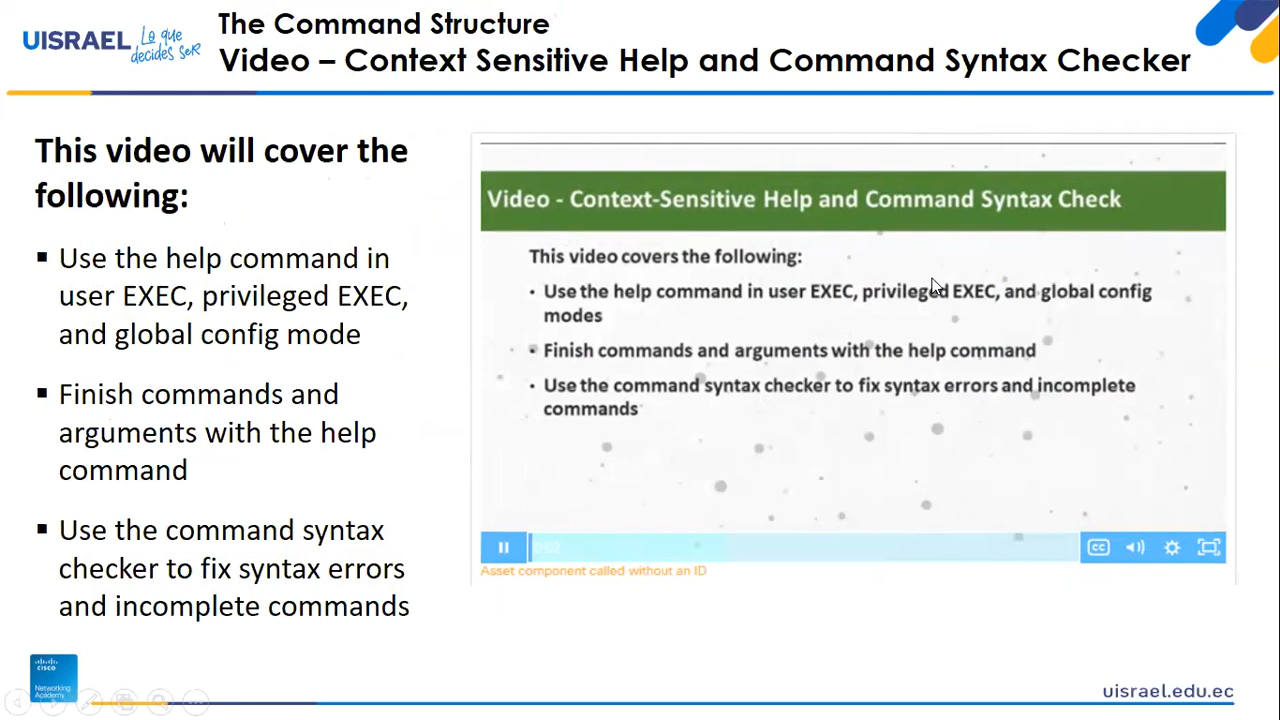 UISRAEL
Lo que
decides ser
The Command Structure
Video – Context Sensitive Help and Command Syntax Checker
This video will cover the
following:
▪ Use the help command in
user EXEC, privileged EXEC,
and global config mode
▪ Finish commands and
arguments with the help
command
▪ Use the command syntax
checker to fix syntax errors
and incomplete commands
Video - Context-Sensitive Help and Command Syntax Check
This video covers the following:
• Use the help command in user EXEC, privileged EXEC, and global config
modes
• Finish commands and arguments with the help command
• Use the command syntax checker to fix syntax errors and incomplete
commands
CC
Asset component called without an ID
cisco
Networking
Academy
uisrael.edu.ec